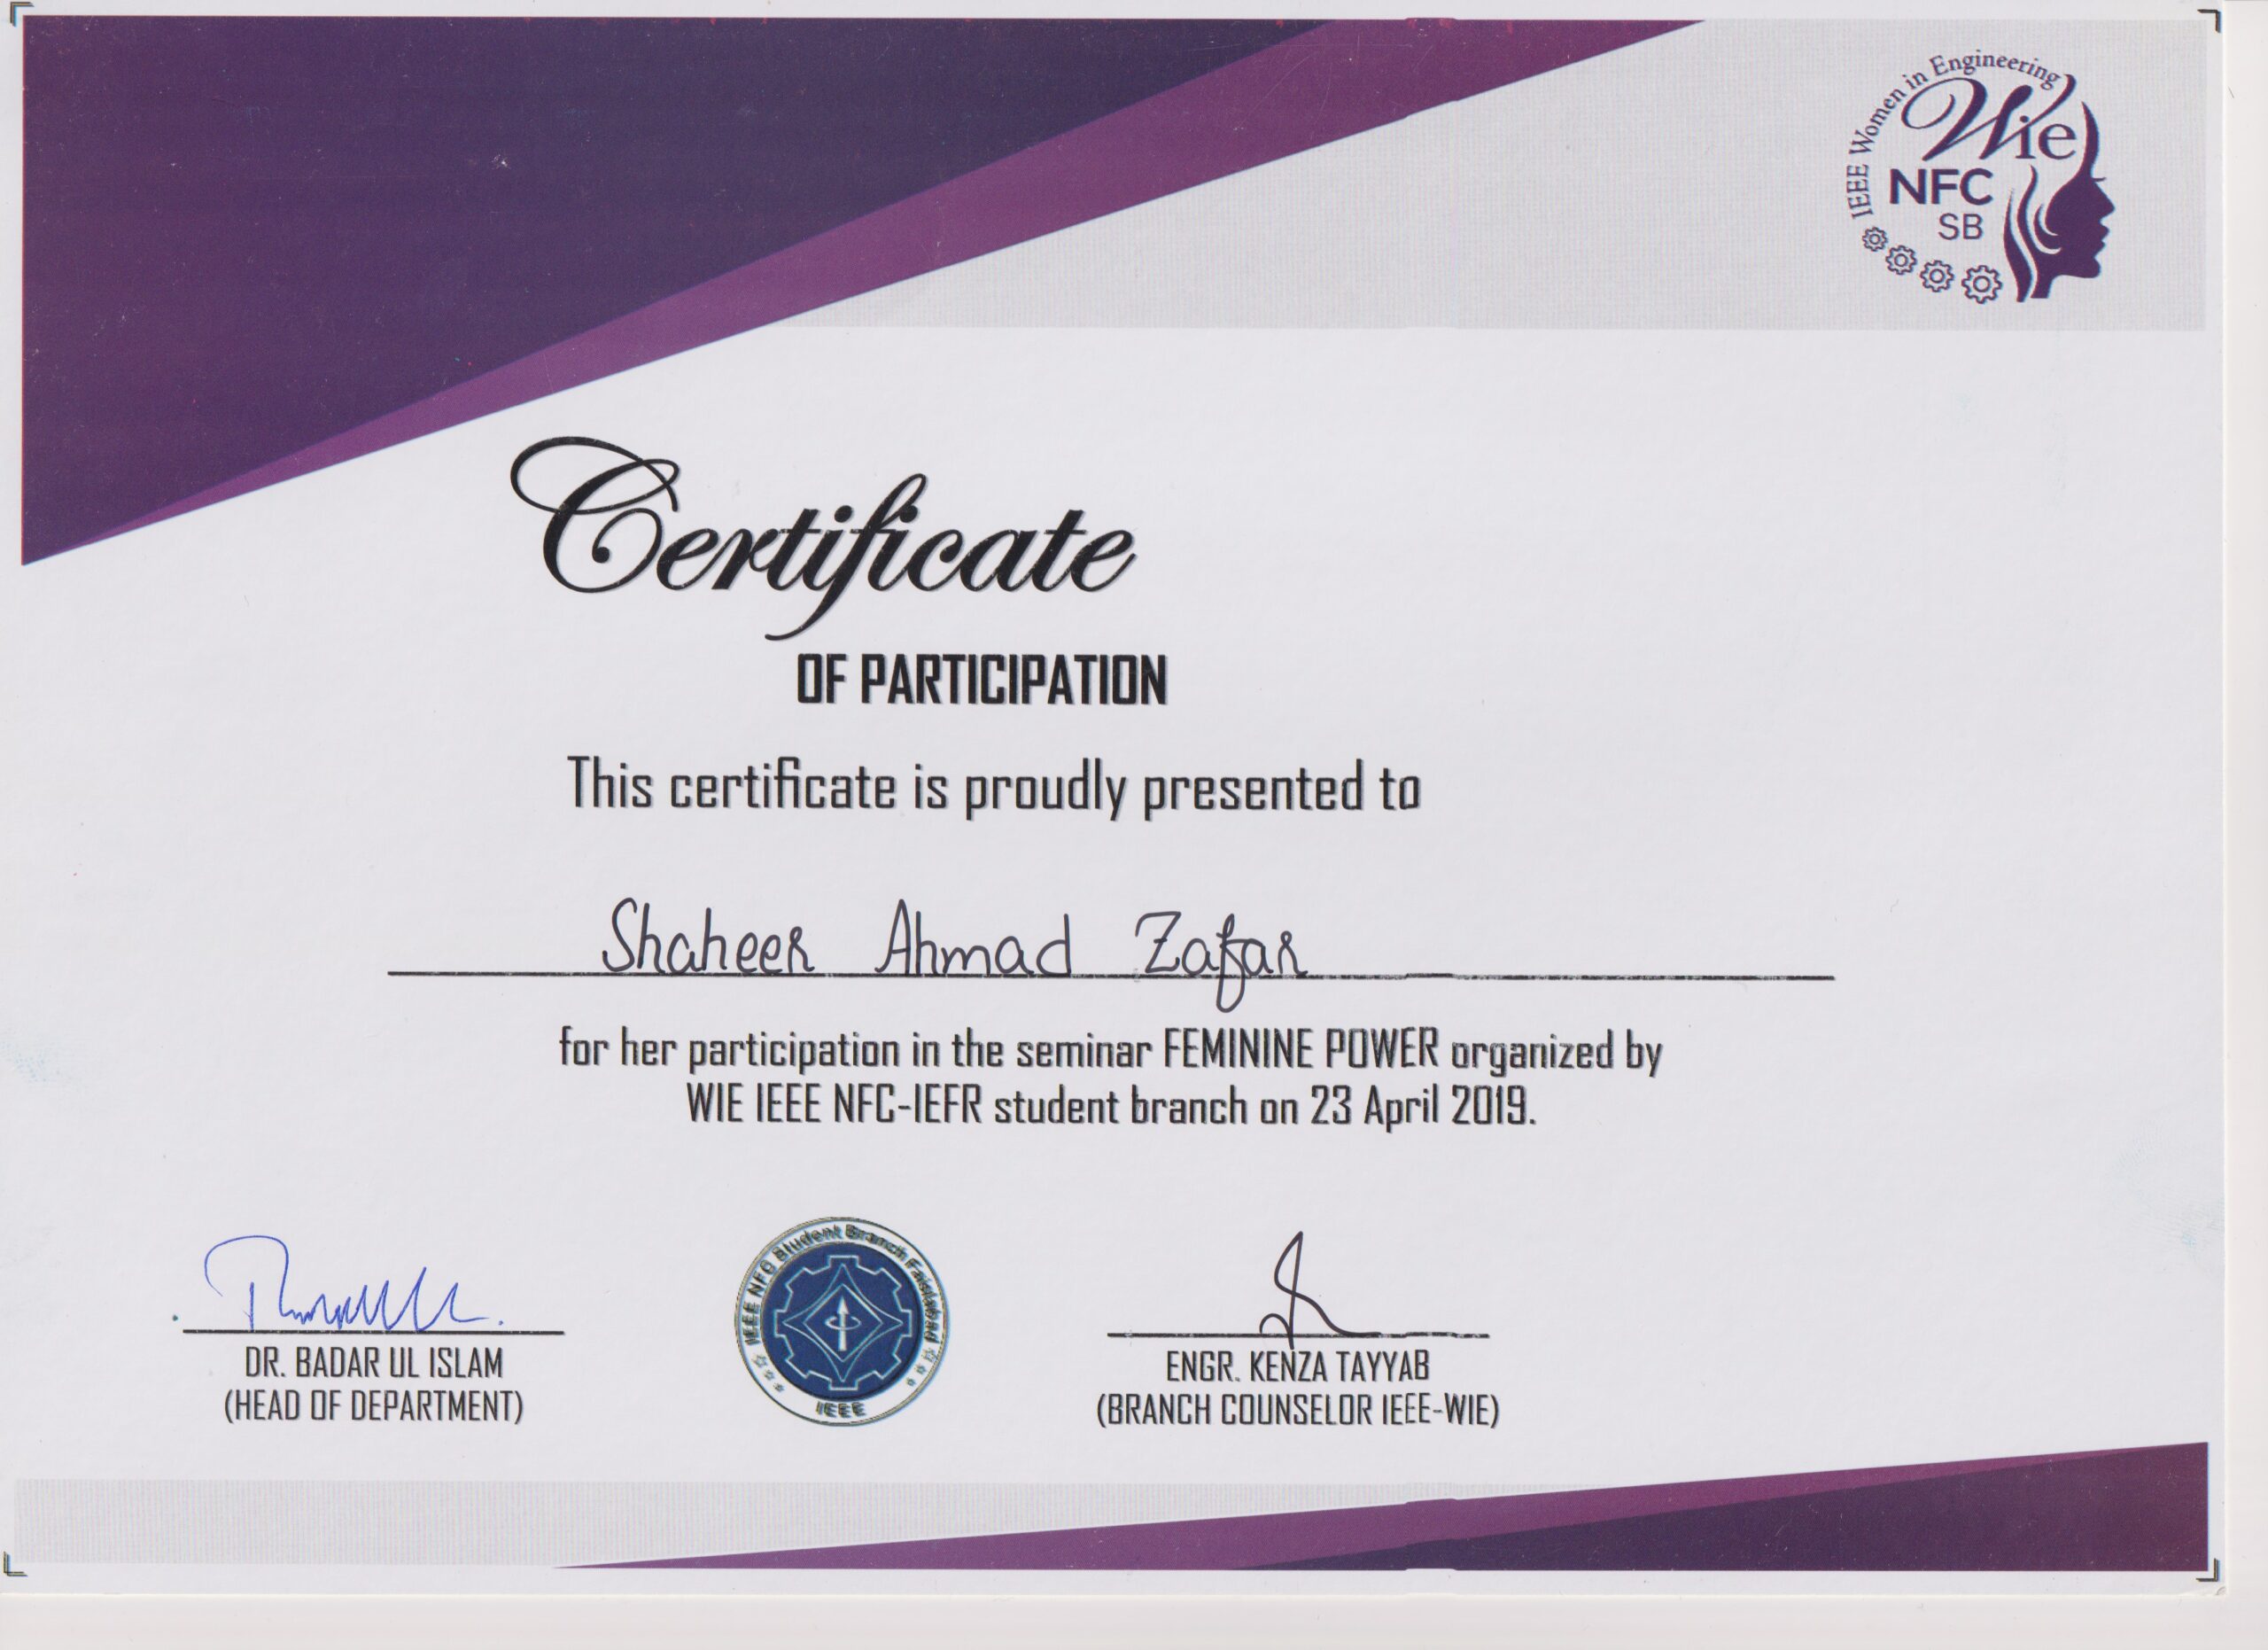 IEEE Women in Engineering
Wie
NFC
SB
Certificate
OF PARTICIPATION
This certificate is proudly presented to
Shaheer Ahmad Zafar
for her participation in the seminar FEMININE POWER organized by
WIE IEEE NFC-IEFR student branch on 23 April 2019.
IEEE NFC Student Branch Faisalabad
IEEE
DR. BADAR UL ISLAM
(HEAD OF DEPARTMENT)
ENGR. KENZA TAYYAB
(BRANCH COUNSELOR IEEE-WIE)